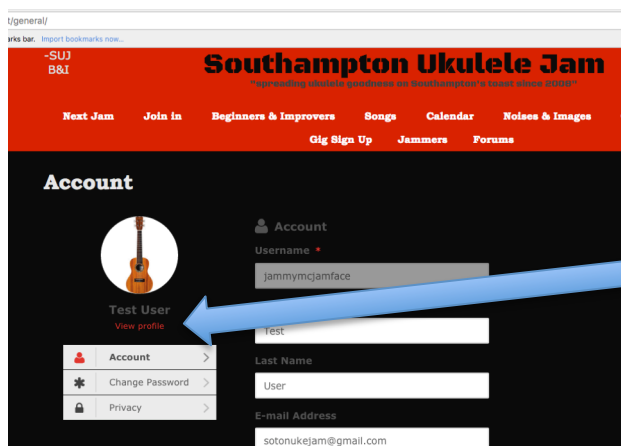 t/general/
arks bar. Import bookmarks now...
-SUJ
B&I
Southampton Ukulele Jam
"spreading ukulele goodness on Southampton's toast since 2008"
Next Jam Join in Beginners & Improvers Songs Calendar Noises & Images
Gig Sign Up Jammers Forums
Account
Account
Username *
jammymcjamface
Test User
View profile
Test
Account
Last Name
Change Password
User
Privacy
E-mail Address
sotonukejam@gmail.com